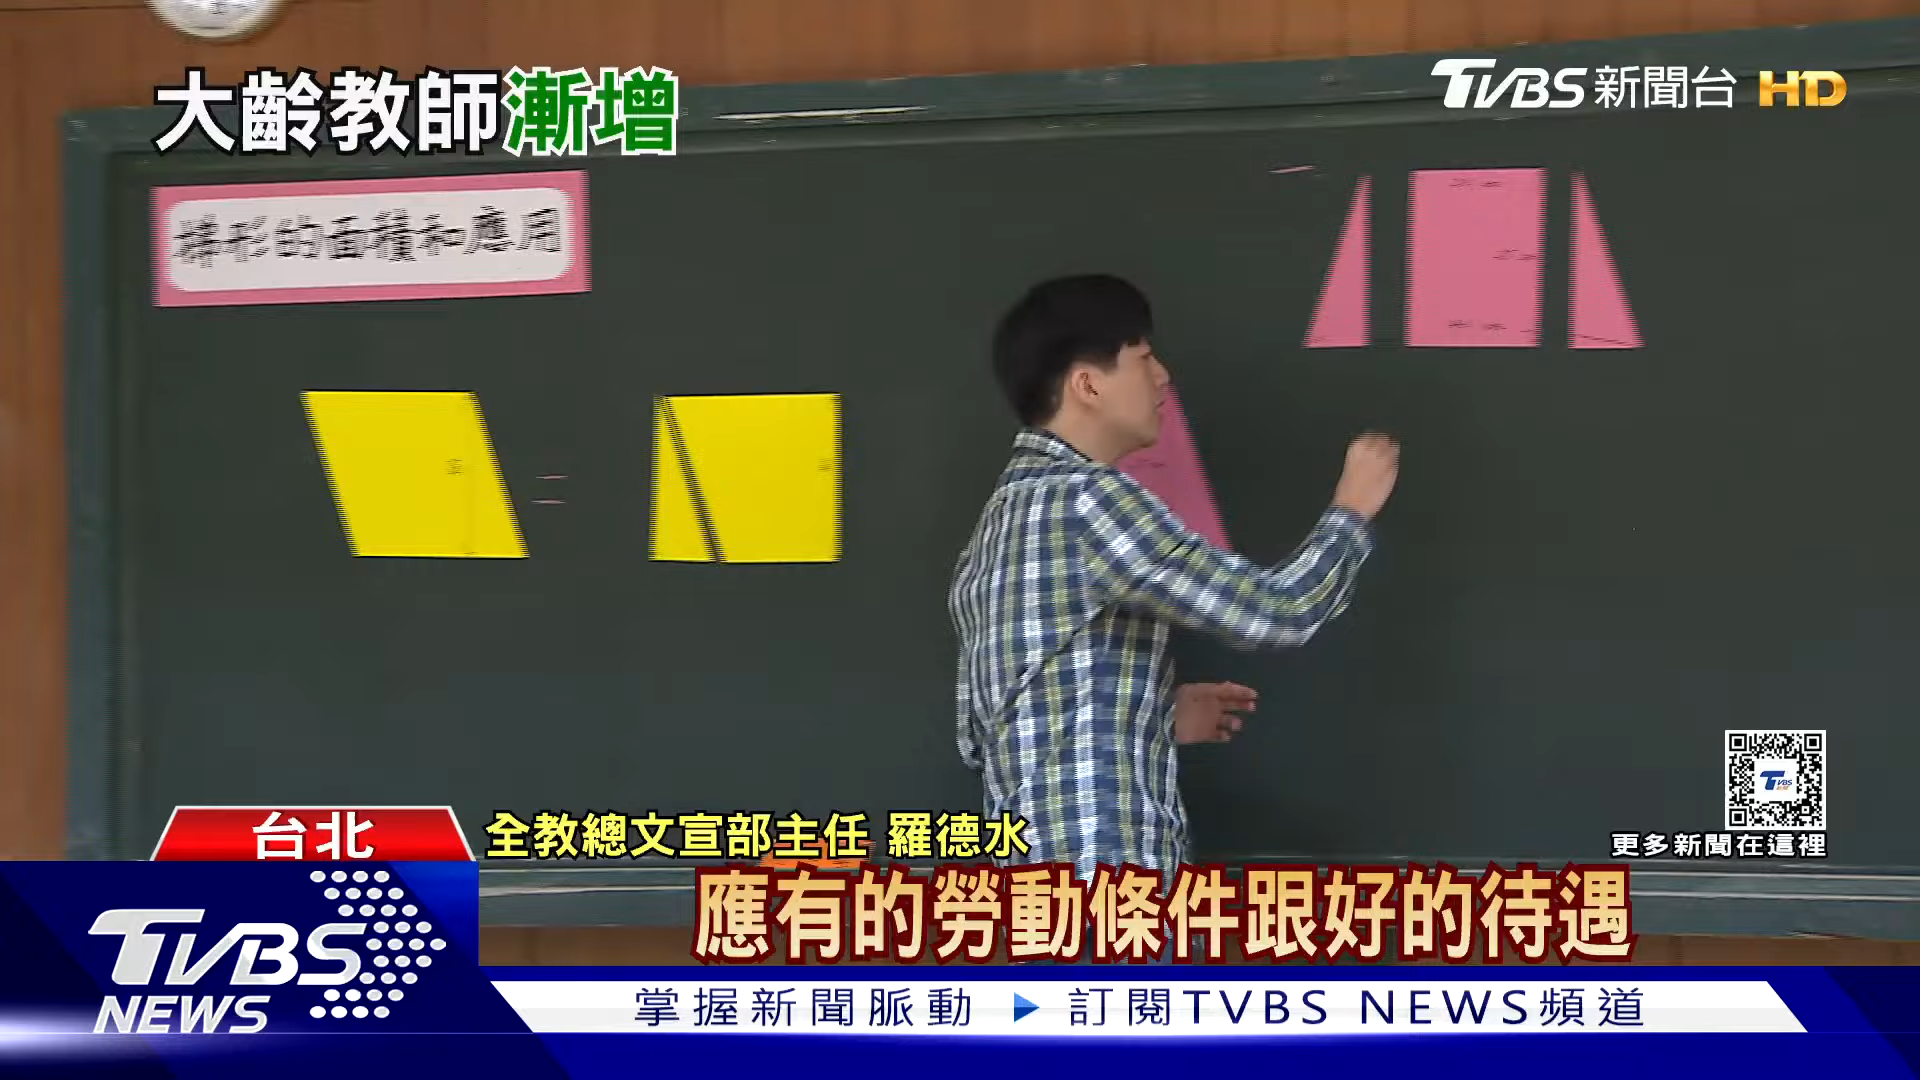 大齡教師漸增
TVBS新聞台 HD
梯形的面積和應用
更多新聞在這裡
台北
全教總文宣部主任 羅德水
應有的勞動條件跟好的待遇
TVBS NEWS
掌握新聞脈動 ▶ 訂閱TVBS NEWS頻道